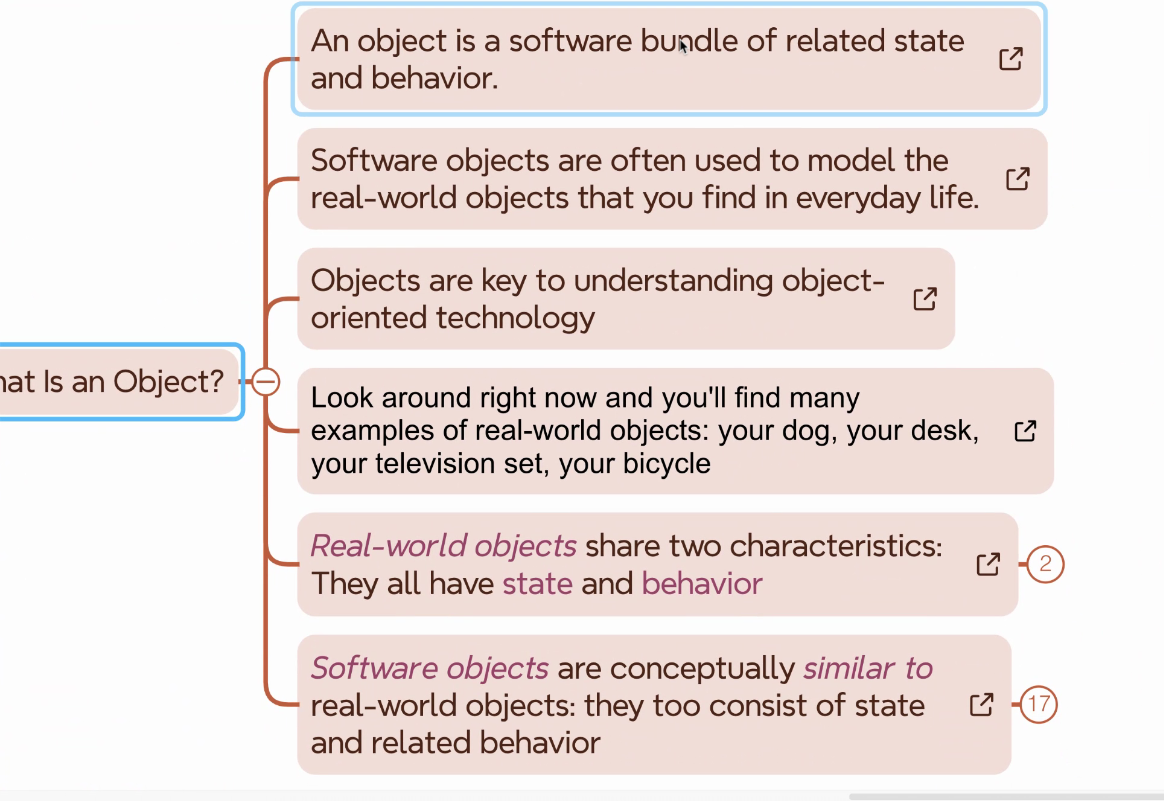 An object is a software bundle of related state
and behavior.
Software objects are often used to model the
real-world objects that you find in everyday life.
Objects are key to understanding object-
oriented technology
Is an Object?
Look around right now and you'll find many
examples of real-world objects: your dog, your desk,
your television set, your bicycle
Real-world objects share two characteristics:
They all have state and behavior
2
Software objects are conceptually similar to
real-world objects: they too consist of state
and related behavior
17